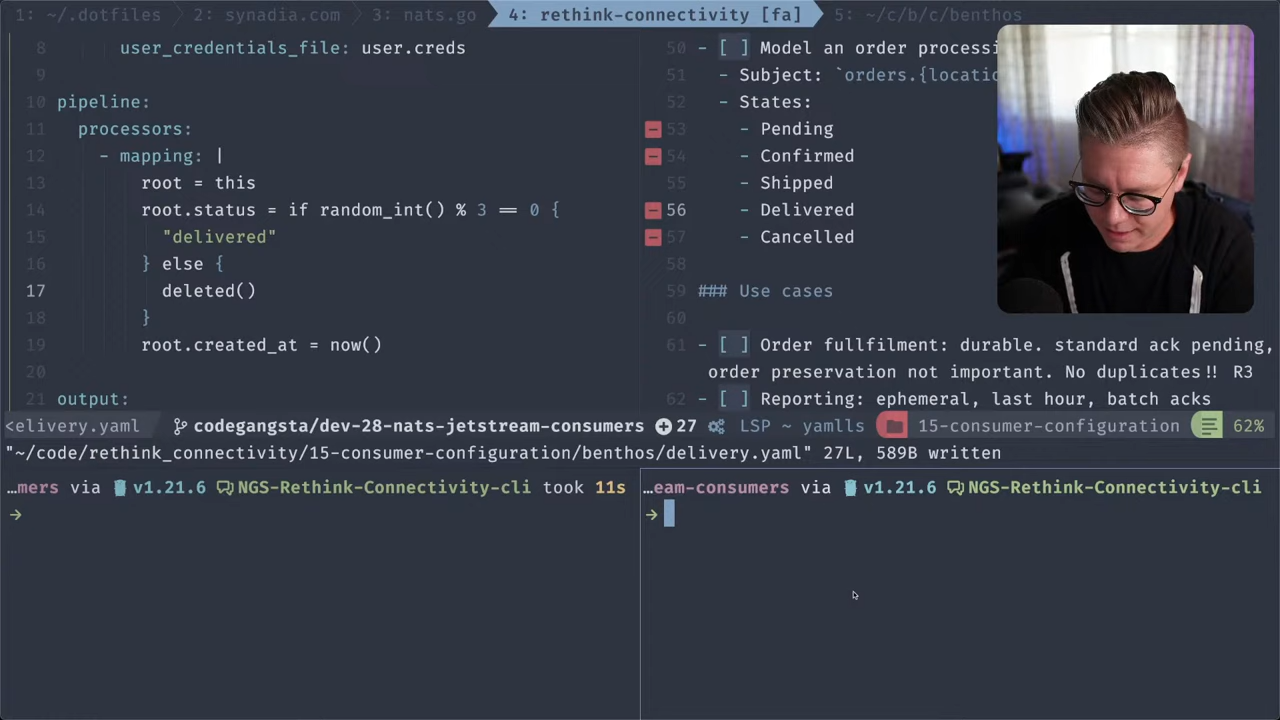 1: ~/.dotfiles 2: synadia.com 3: nats.go 4: rethink-connectivity [fa] 5: ~/c/b/c/benthos
8 user_credentials_file: user.creds
9
10 pipeline:
11 processors:
12 - mapping: |
13 root = this
14 root.status = if random_int() % 3 == 0 {
15 "delivered"
16 } else {
17 deleted()
18 }
19 root.created_at = now()
20
21 output:
50 - [ ] Model an order processi
51 - Subject: `orders.{locatio
52 - States:
53 - Pending
54 - Confirmed
55 - Shipped
56 - Delivered
57 - Cancelled
58
59 ### Use cases
60
61 - [ ] Order fullfilment: durable. standard ack pending,
order preservation not important. No duplicates!! R3
62 - [ ] Reporting: ephemeral, last hour, batch acks
<elivery.yaml codegangsta/dev-28-nats-jetstream-consumers 27 LSP ~ yamlls 15-consumer-configuration 62%
"~/code/rethink_connectivity/15-consumer-configuration/benthos/delivery.yaml" 27L, 589B written
…mers via v1.21.6 NGS-Rethink-Connectivity-cli took 11s
→
…eam-consumers via v1.21.6 NGS-Rethink-Connectivity-cli
→